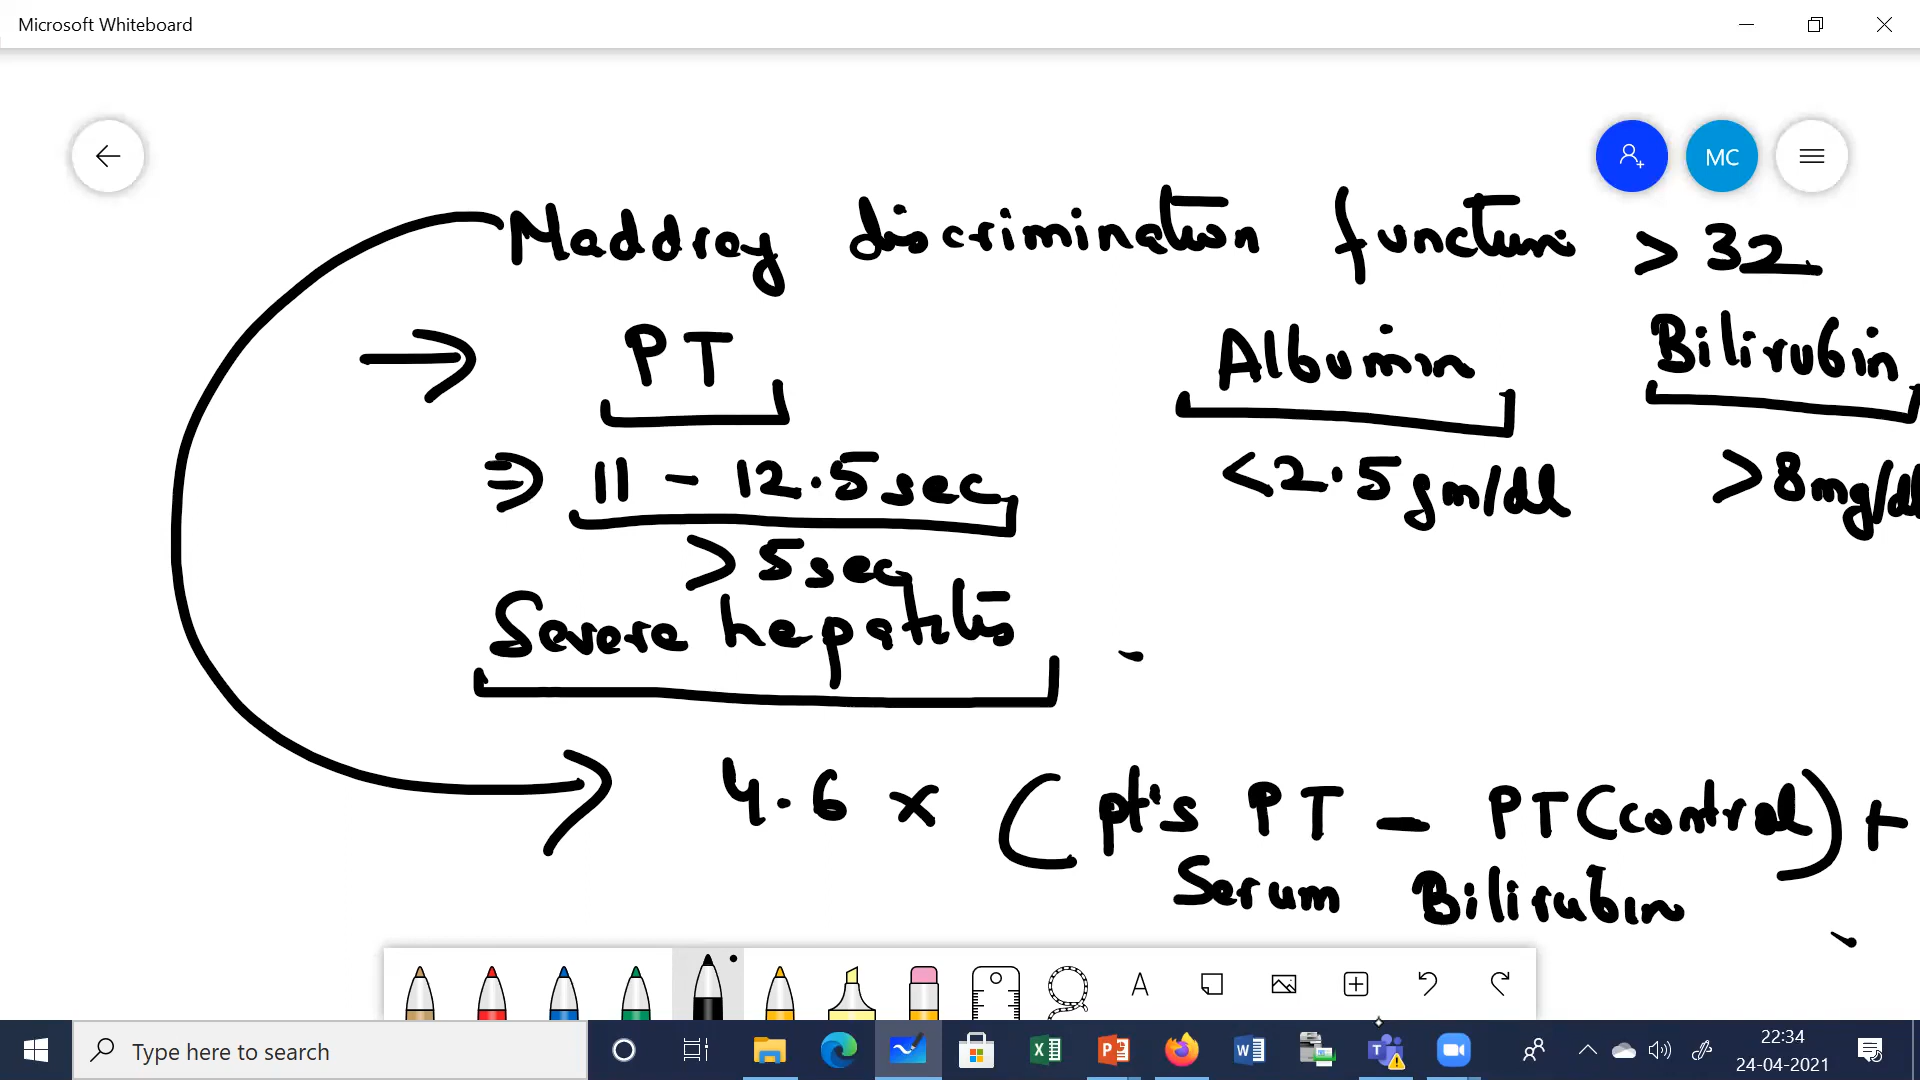 Microsoft Whiteboard
MC
Maddrey discrimination function > 32
→ PT Albumin Bilirubin
⇒ 11 - 12.5 sec <2.5 gm/dl >8mg/dl
> 5 sec
Severe hepatitis
4.6 × (pt's PT - PT (control) +
Serum Bilirubin
Type here to search
22:34
24-04-2021